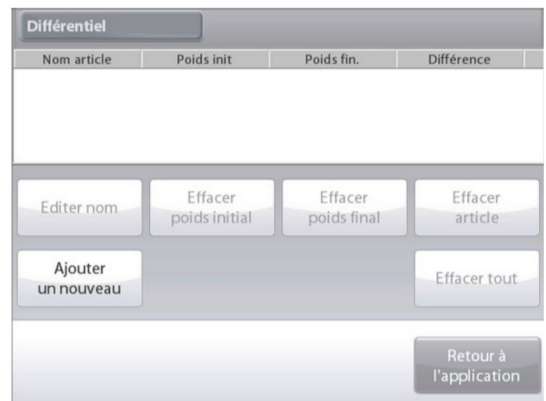 Différentiel
Nom article Poids init Poids fin. Différence
Editer nom
Effacer
poids initial
Effacer
poids final
Effacer
article
Ajouter
un nouveau
Effacer tout
Retour à
l'application